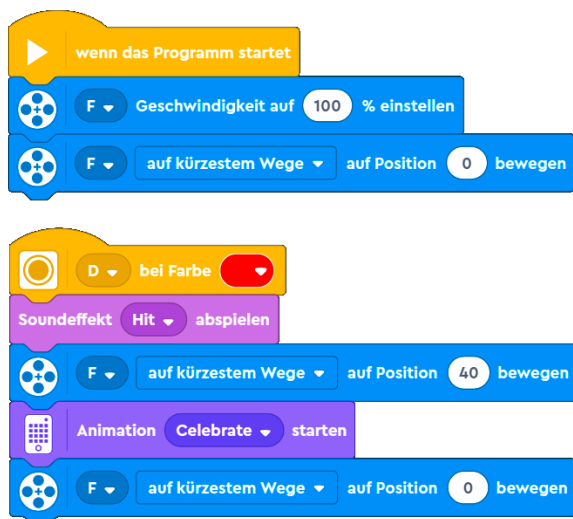 wenn das Programm startet
F Geschwindigkeit auf 100 % einstellen
F auf kürzestem Wege auf Position 0 bewegen
D bei Farbe
Soundeffekt Hit abspielen
F auf kürzestem Wege auf Position 40 bewegen
Animation Celebrate starten
F auf kürzestem Wege auf Position 0 bewegen